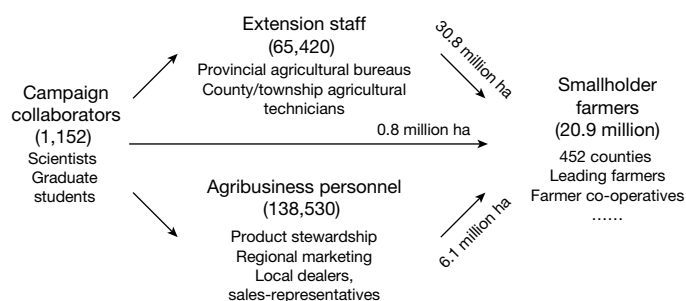 Campaign
collaborators
(1,152)
Scientists
Graduate
students
Extension staff
(65,420)
Provincial agricultural bureaus
County/township agricultural
technicians
30.8 million ha
0.8 million ha
Agribusiness personnel
(138,530)
Product stewardship
Regional marketing
Local dealers,
sales-representatives
6.1 million ha
Smallholder
farmers
(20.9 million)
452 counties
Leading farmers
Farmer co-operatives
......